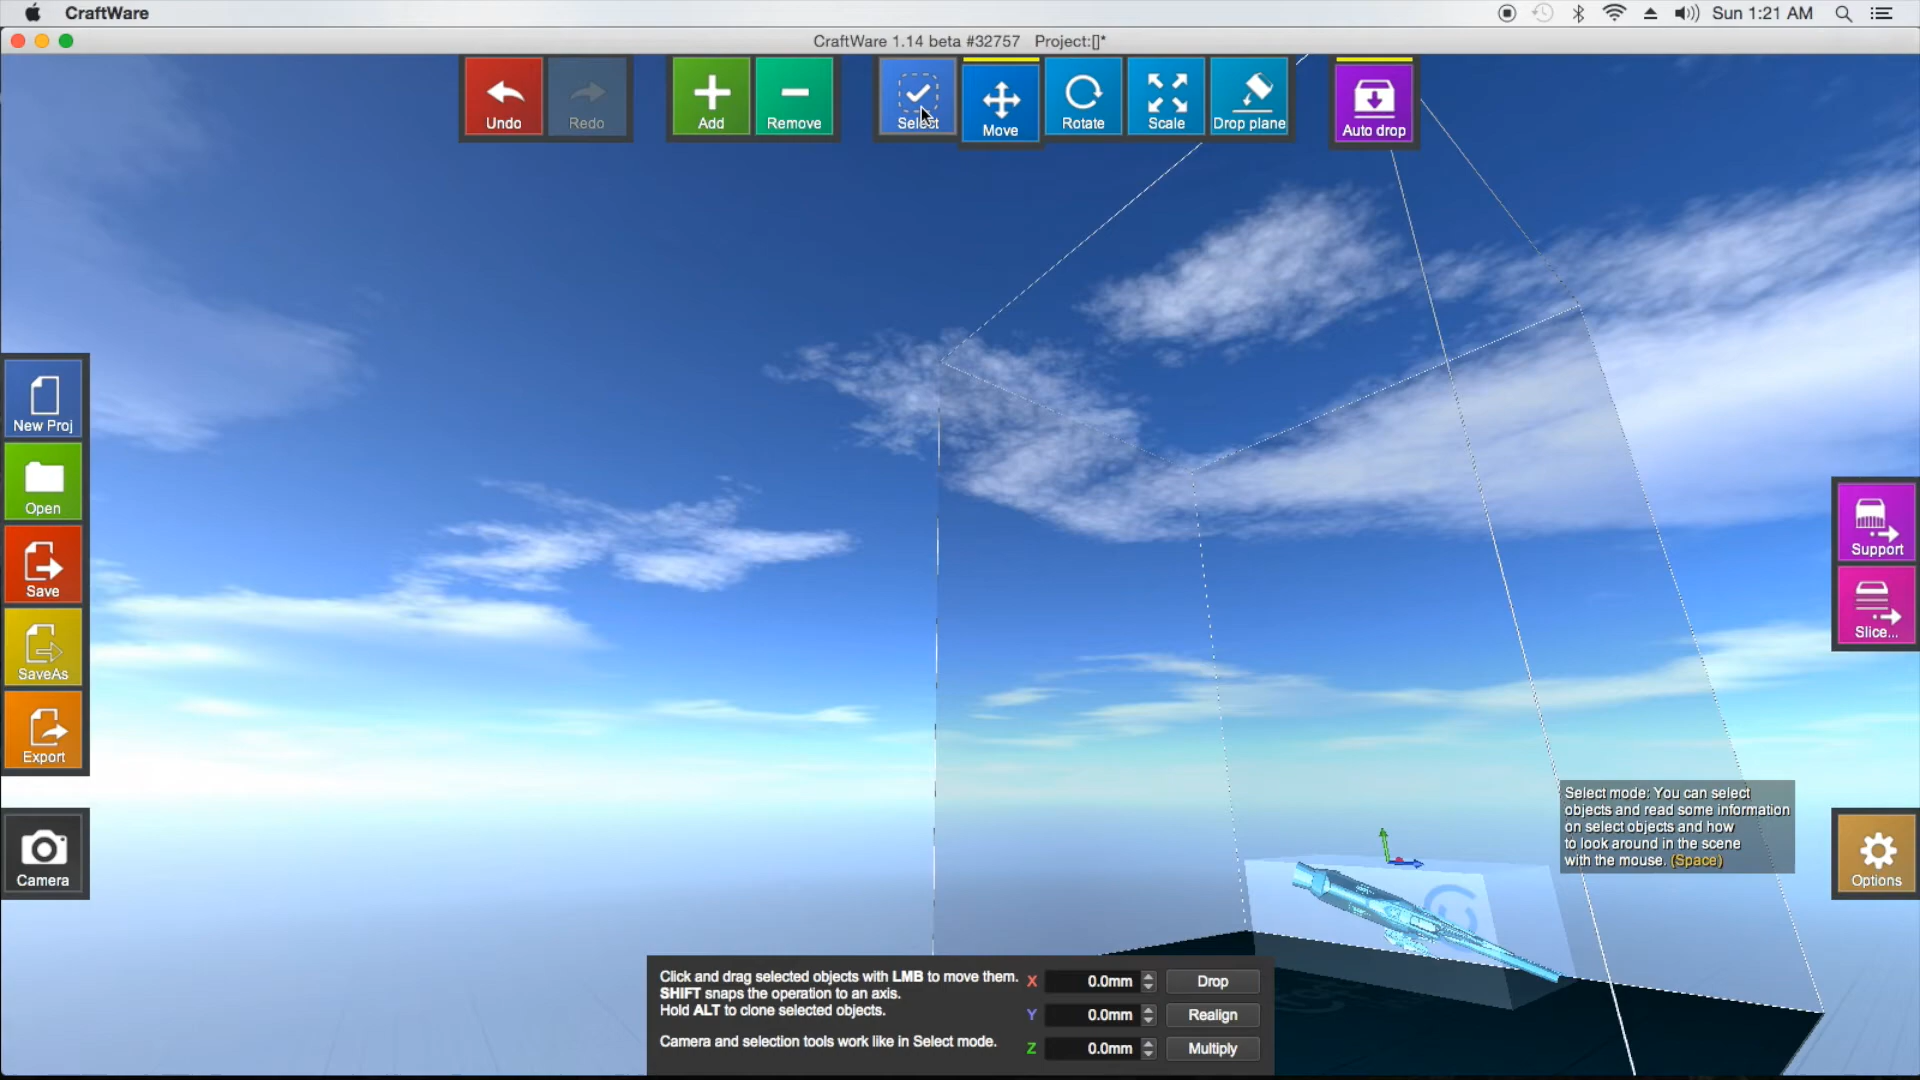 CraftWare
Sun 1:21 AM
CraftWare 1.14 beta #32757 Project:[]*
Undo
Redo
Add
Remove
Select
Move
Rotate
Scale
Drop plane
Auto drop
New Proj
Open
Save
SaveAs
Export
Camera
Support
Slice...
Options
Select mode: You can select
objects and read some information
on select objects and how
to look around in the scene
with the mouse. (Space)
Click and drag selected objects with LMB to move them.
SHIFT snaps the operation to an axis.
Hold ALT to clone selected objects.
Camera and selection tools work like in Select mode.
X 0.0mm Drop
Y 0.0mm Realign
Z 0.0mm Multiply